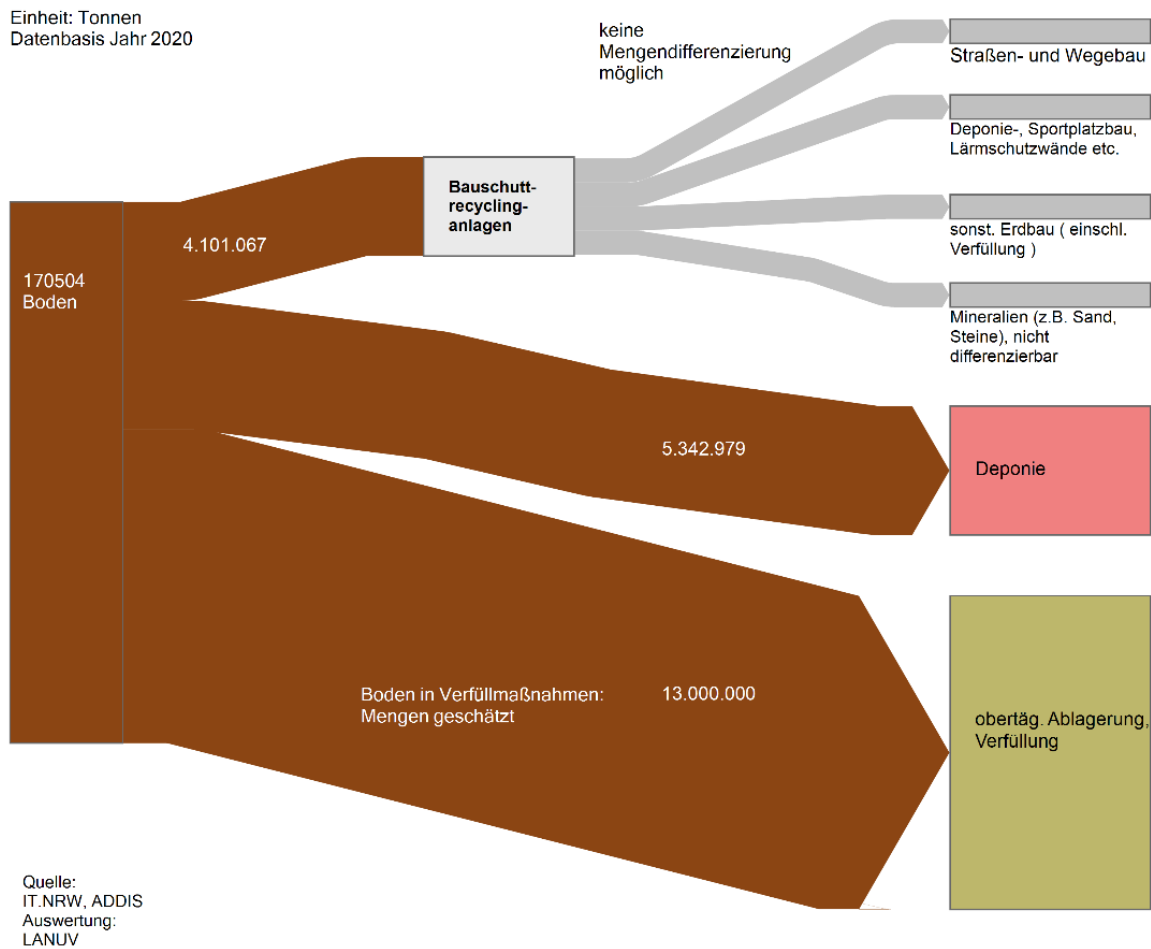 Einheit: Tonnen
Datenbasis Jahr 2020
keine
Mengendifferenzierung
möglich
Straßen- und Wegebau
Deponie-, Sportplatzbau,
Lärmschutzwände etc.
Bauschutt-
recycling-
anlagen
sonst. Erdbau ( einschl.
Verfüllung )
4.101.067
170504
Boden
Mineralien (z.B. Sand,
Steine), nicht
differenzierbar
5.342.979
Deponie
Boden in Verfüllmaßnahmen:
Mengen geschätzt
13.000.000
obertäg. Ablagerung,
Verfüllung
Quelle:
IT.NRW, ADDIS
Auswertung:
LANUV